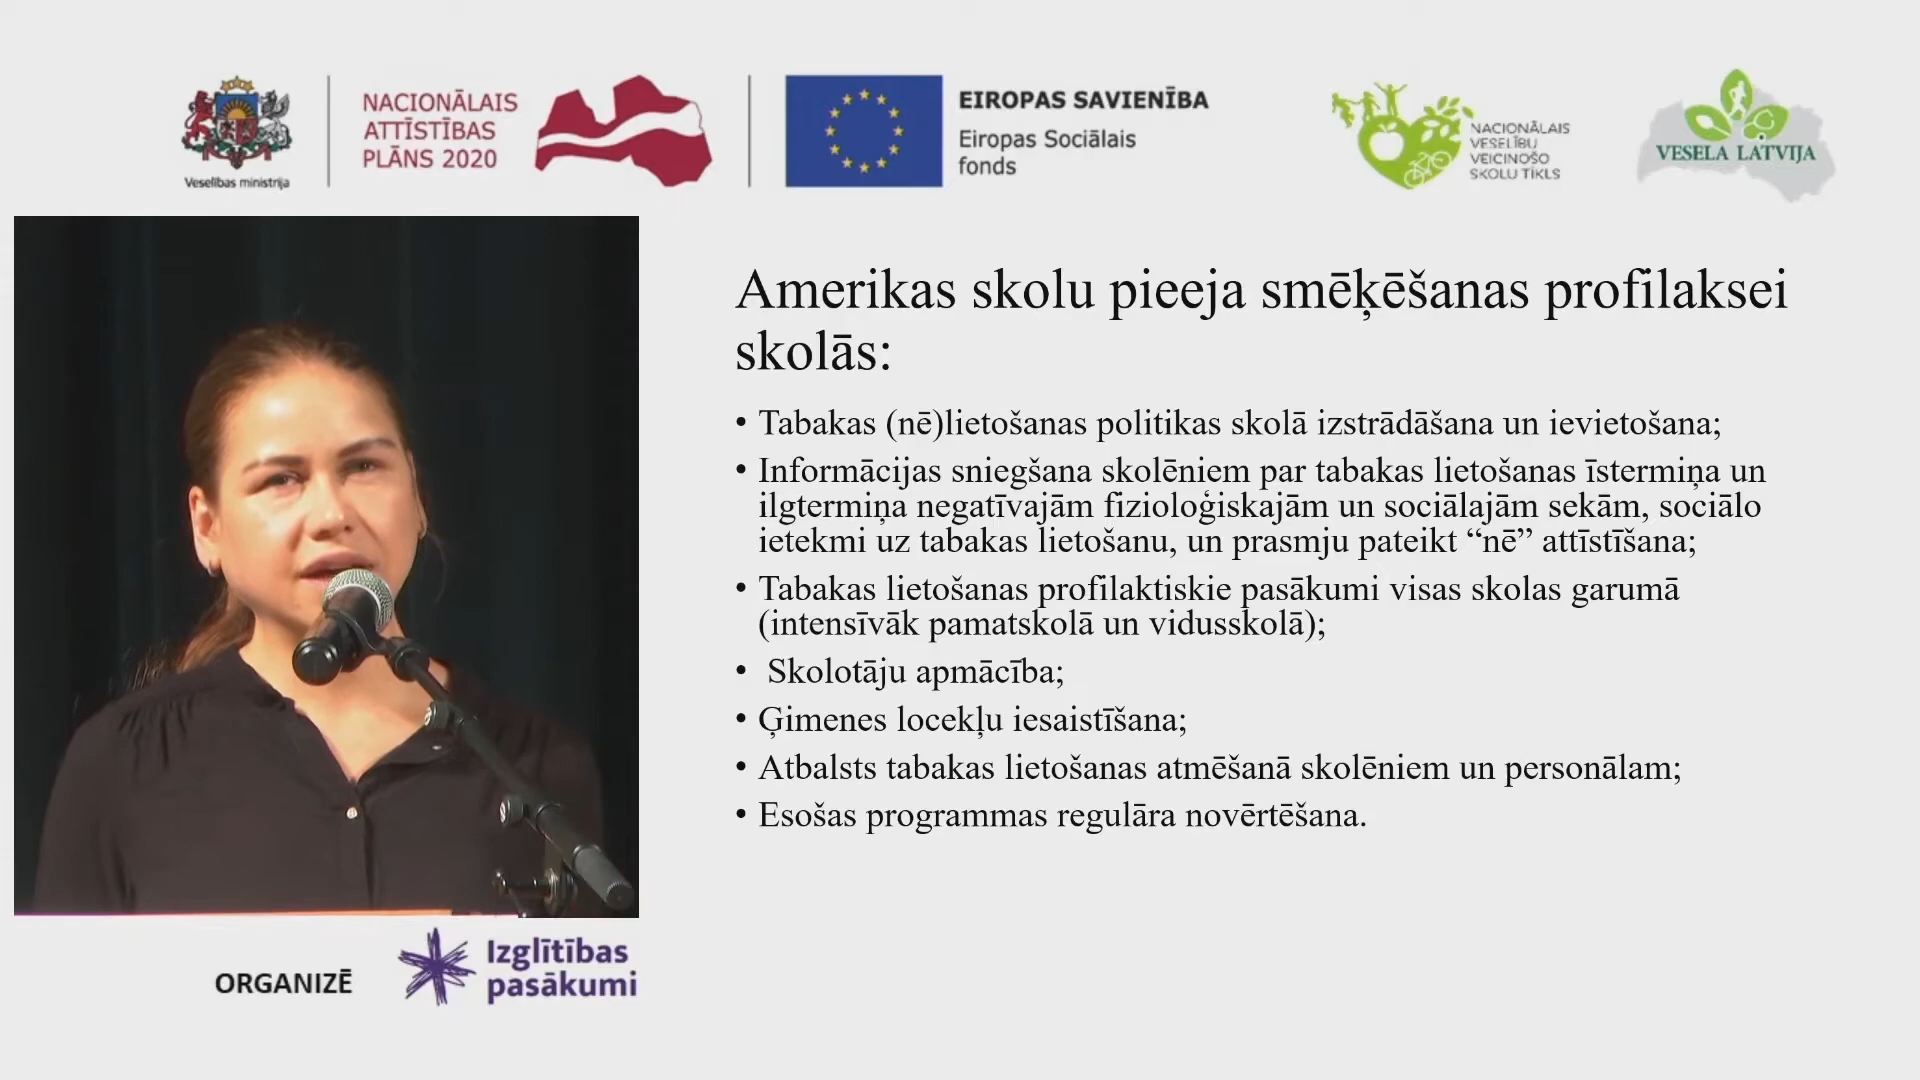 Veselības ministrija
NACIONĀLAIS
ATTĪSTĪBAS
PLĀNS 2020
EIROPAS SAVIENĪBA
Eiropas Sociālais
fonds
NACIONĀLAIS
VESELĪBU
VEICINOŠO
SKOLU TĪKLS
VESELA LATVIJA
Amerikas skolu pieeja smēķēšanas profilaksei
skolās:
• Tabakas (nē)lietošanas politikas skolā izstrādāšana un ievietošana;
• Informācijas sniegšana skolēniem par tabakas lietošanas īstermiņa un
ilgtermiņa negatīvajām fizioloģiskajām un sociālajām sekām, sociālo
ietekmi uz tabakas lietošanu, un prasmju pateikt “nē” attīstīšana;
• Tabakas lietošanas profilaktiskie pasākumi visas skolas garumā
(intensīvāk pamatskolā un vidusskolā);
• Skolotāju apmācība;
• Ģimenes locekļu iesaistīšana;
• Atbalsts tabakas lietošanas atmēšanā skolēniem un personālam;
• Esošas programmas regulāra novērtēšana.
ORGANIZĒ
Izglītības
pasākumi